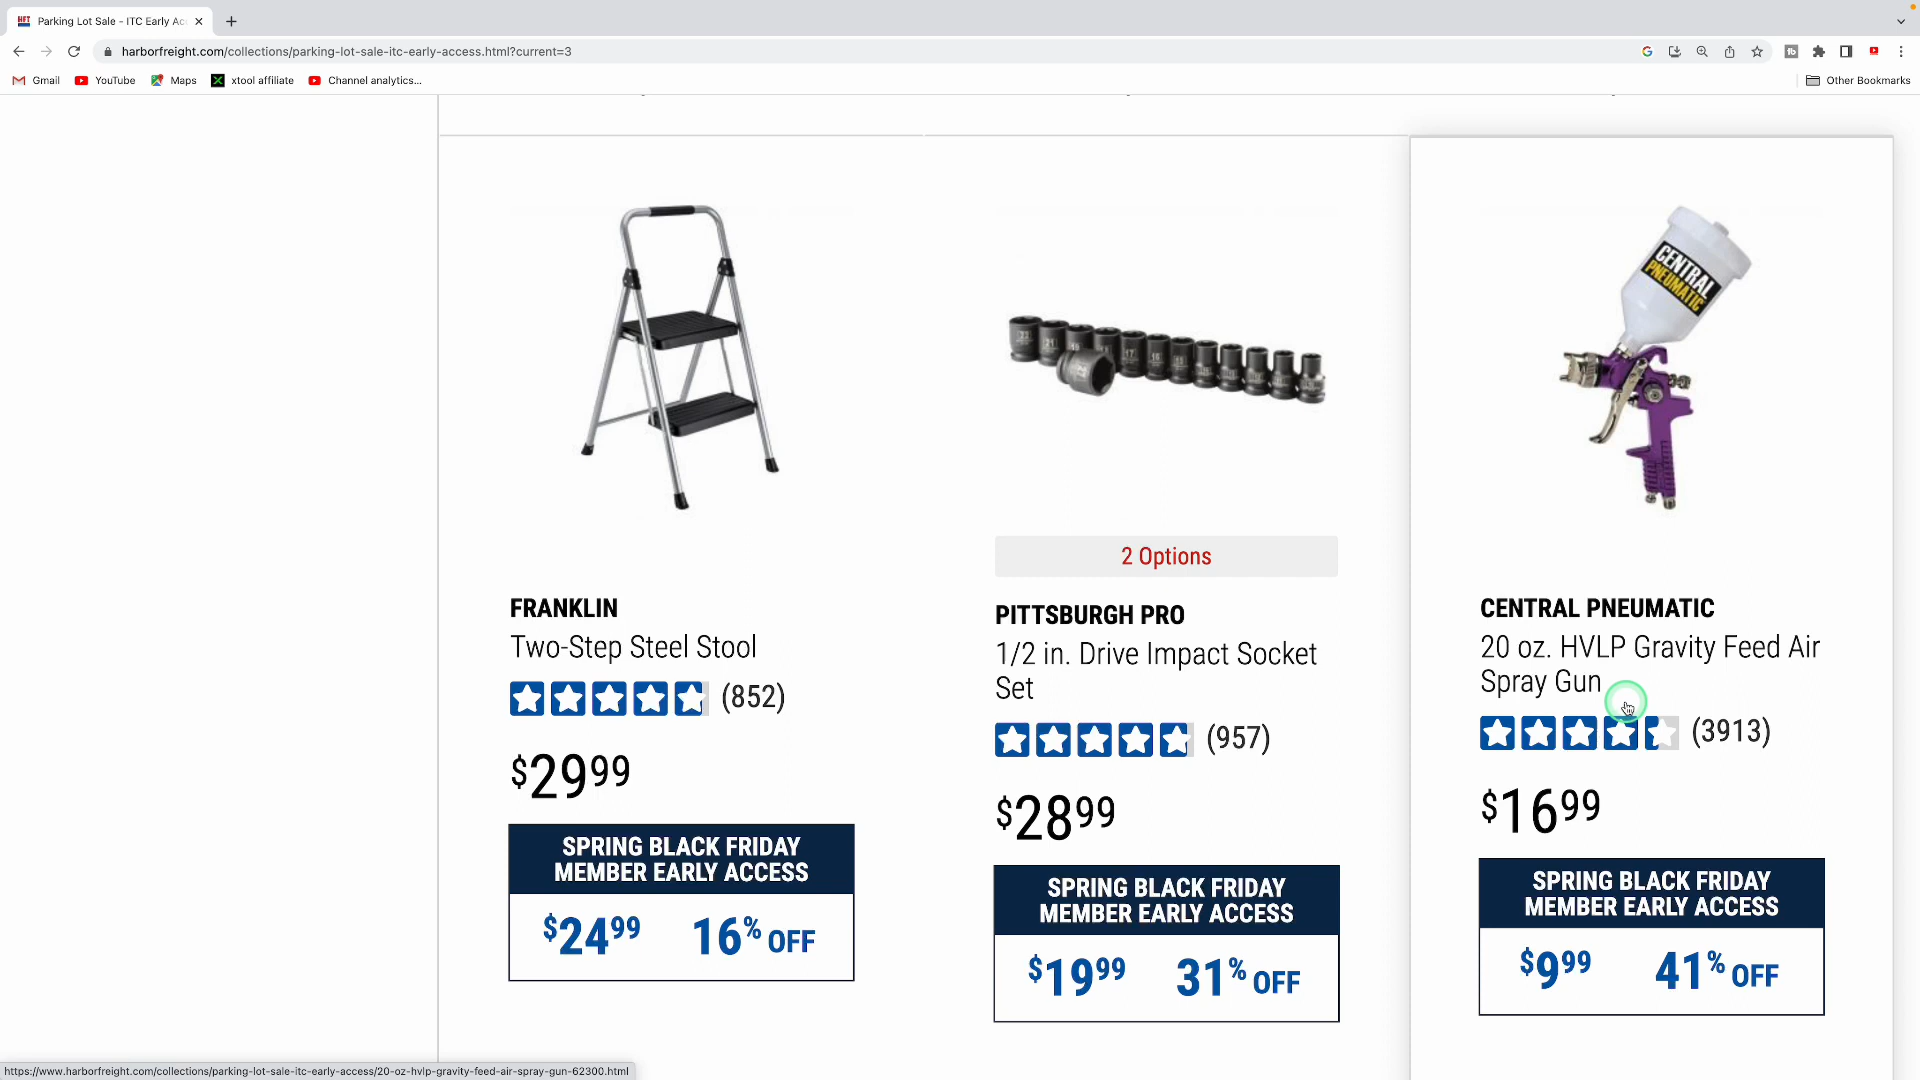 Parking Lot Sale - ITC Early Ac
harborfreight.com/collections/parking-lot-sale-itc-early-access.html?current=3
Gmail
YouTube
Maps
xtool affiliate
Channel analytics...
Other Bookmarks
CENTRAL
PNEUMATIC
2 Options
FRANKLIN
Two-Step Steel Stool
(852)
$29.99
SPRING BLACK FRIDAY
MEMBER EARLY ACCESS
$24.99 16% OFF
PITTSBURGH PRO
1/2 in. Drive Impact Socket
Set
(957)
$28.99
SPRING BLACK FRIDAY
MEMBER EARLY ACCESS
$19.99 31% OFF
CENTRAL PNEUMATIC
20 oz. HVLP Gravity Feed Air
Spray Gun
(3913)
$16.99
SPRING BLACK FRIDAY
MEMBER EARLY ACCESS
$9.99 41% OFF
https://www.harborfreight.com/collections/parking-lot-sale-itc-early-access/20-oz-hvlp-gravity-feed-air-spray-gun-62300.html